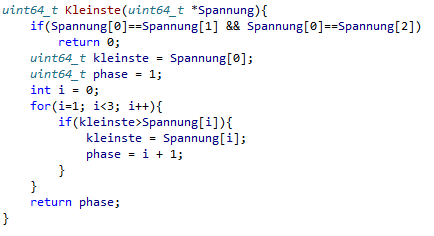 uint64_t Kleinste(uint64_t *Spannung){
    if(Spannung[0]==Spannung[1] && Spannung[0]==Spannung[2])
        return 0;
    uint64_t kleinste = Spannung[0];
    uint64_t phase = 1;
    int i = 0;
    for(i=1; i<3; i++){
        if(kleinste>Spannung[i]){
            kleinste = Spannung[i];
            phase = i + 1;
        }
    }
    return phase;
}